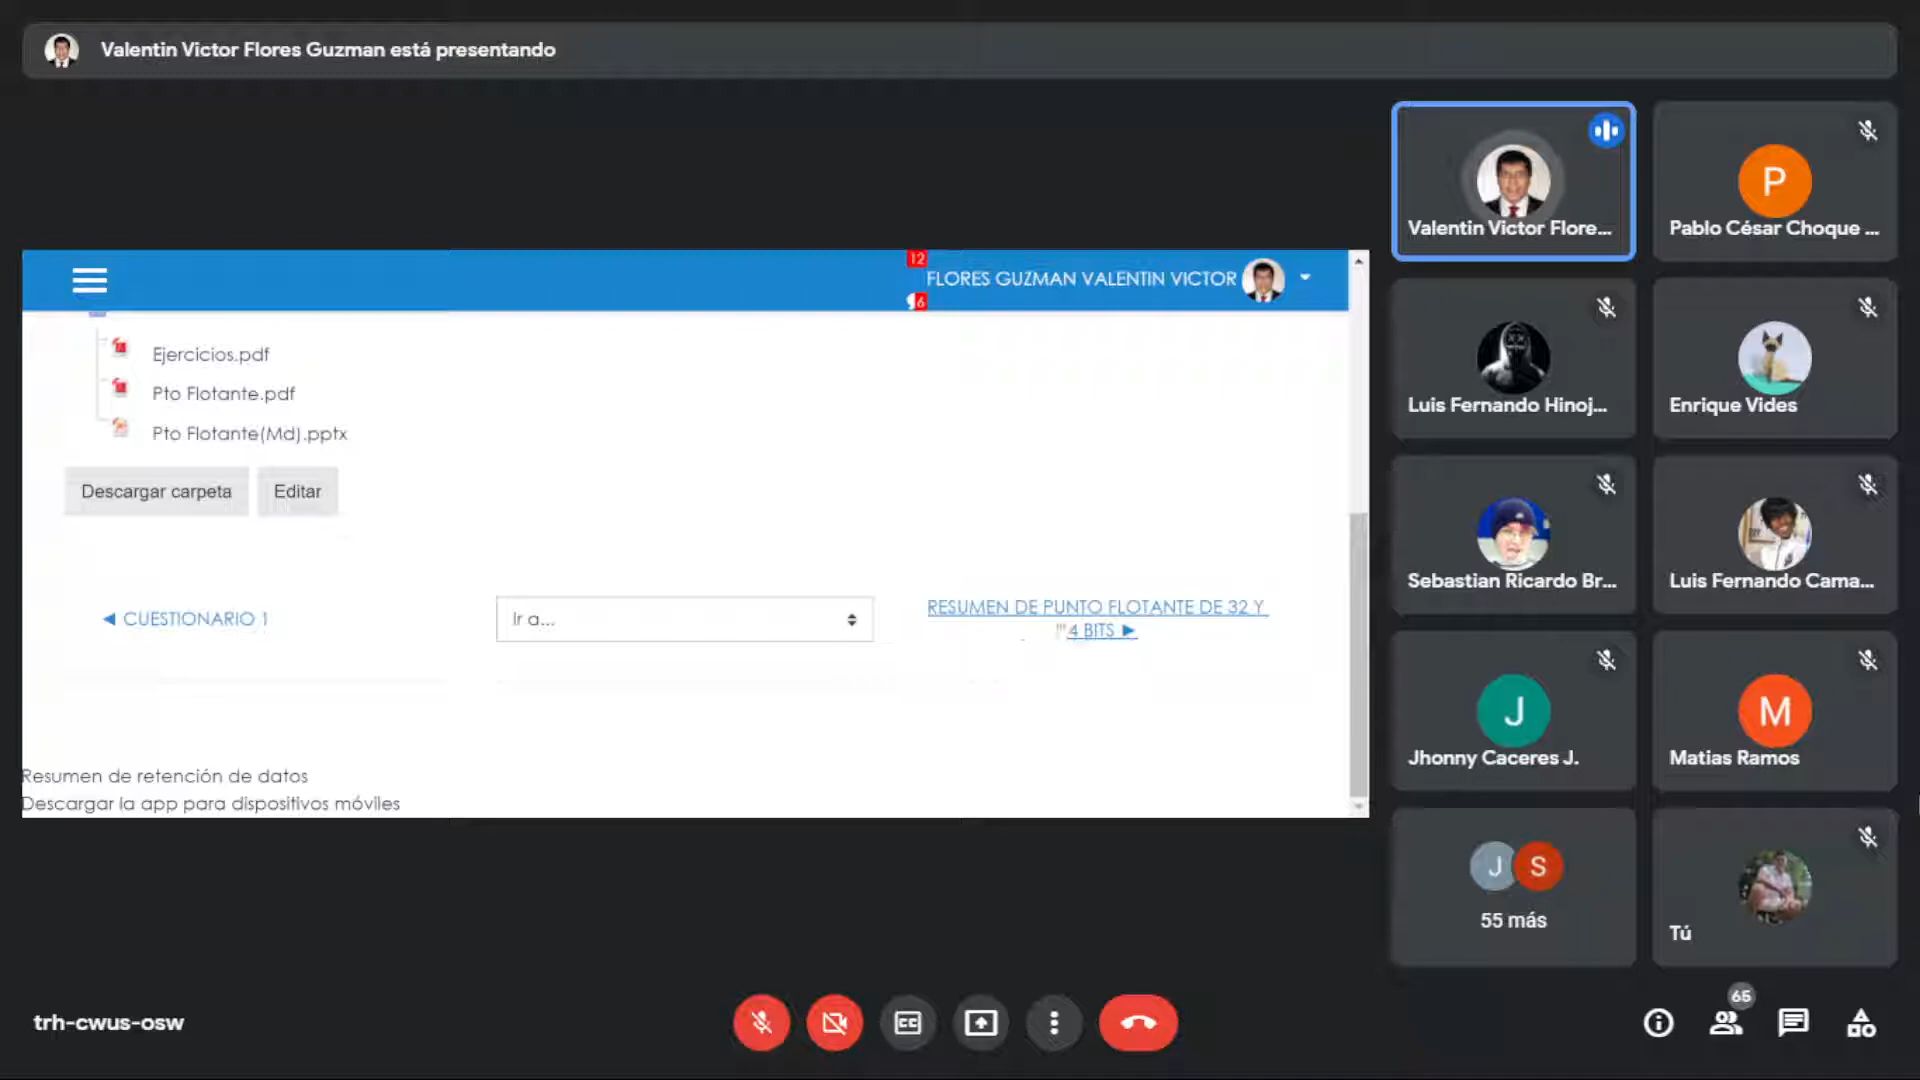 Valentin Victor Flores Guzman está presentando
12
FLORES GUZMAN VALENTIN VICTOR
6
Ejercicios.pdf
Pto Flotante.pdf
Pto Flotante(Md).pptx
Descargar carpeta
Editar
◄ CUESTIONARIO 1
Ir a...
RESUMEN DE PUNTO FLOTANTE DE 32 Y
4 BITS ►
Resumen de retención de datos
Descargar la app para dispositivos móviles
Valentin Victor Flore...
P
Pablo César Choque ...
Luis Fernando Hinoj...
Enrique Vides
Sebastian Ricardo Br...
Luis Fernando Cama...
J
Jhonny Caceres J.
M
Matias Ramos
J
S
55 más
Tú
trh-cwus-osw
CC
65